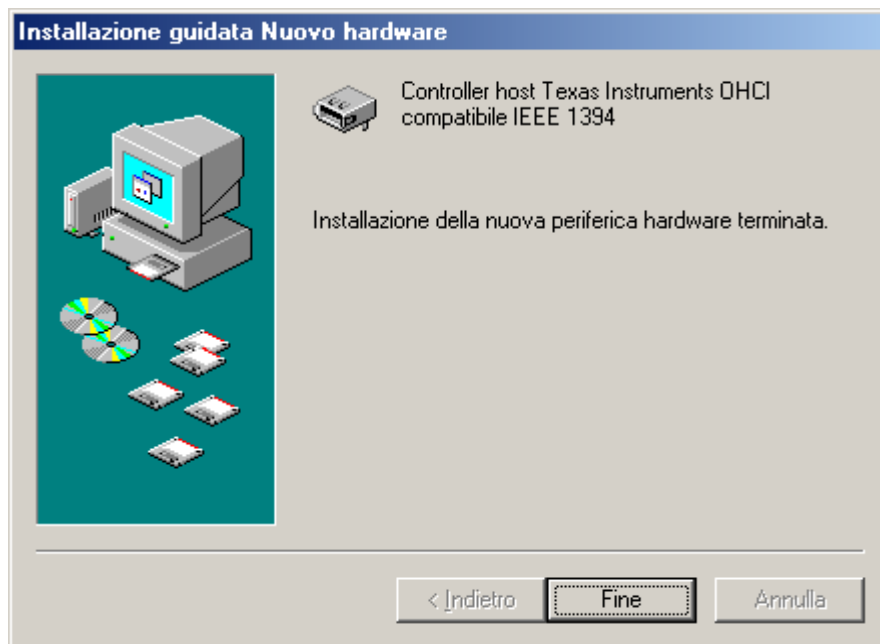 Installazione guidata Nuovo hardware
Controller host Texas Instruments OHCI
compatibile IEEE 1394
Installazione della nuova periferica hardware terminata.
< Indietro
Fine
Annulla